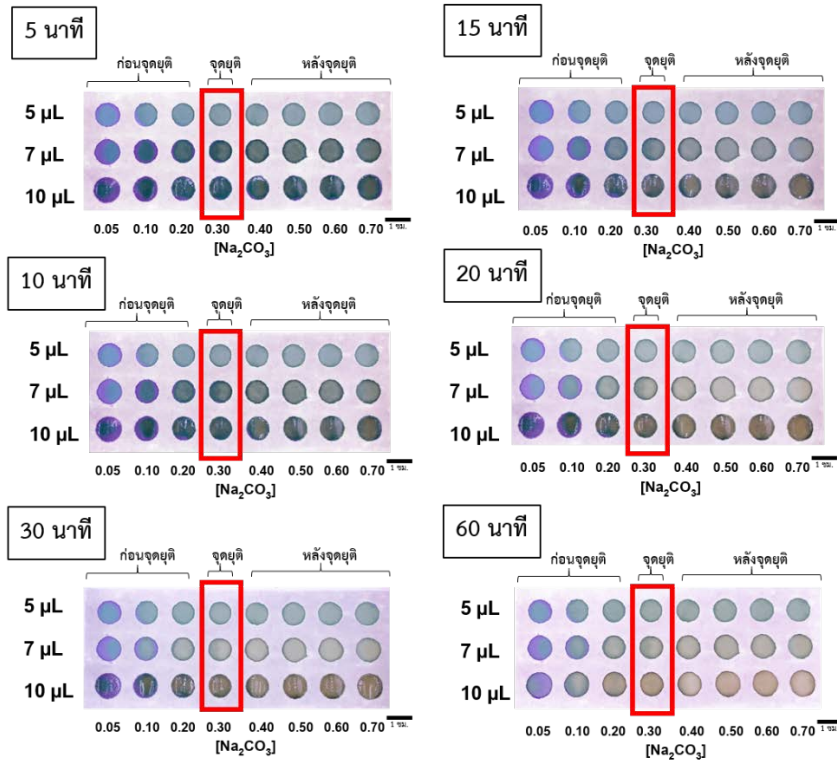 5 นาที
ก่อนจุดยุติ จุดยุติ หลังจุดยุติ
5 µL
7 µL
10 µL
0.05 0.10 0.20 0.30 0.40 0.50 0.60 0.70 1 ซม.
[Na₂CO₃]
15 นาที
ก่อนจุดยุติ จุดยุติ หลังจุดยุติ
5 µL
7 µL
10 µL
0.05 0.10 0.20 0.30 0.40 0.50 0.60 0.70 1 ซม.
[Na₂CO₃]
10 นาที
ก่อนจุดยุติ จุดยุติ หลังจุดยุติ
5 µL
7 µL
10 µL
0.05 0.10 0.20 0.30 0.40 0.50 0.60 0.70 1 ซม.
[Na₂CO₃]
20 นาที
ก่อนจุดยุติ จุดยุติ หลังจุดยุติ
5 µL
7 µL
10 µL
0.05 0.10 0.20 0.30 0.40 0.50 0.60 0.70 1 ซม.
[Na₂CO₃]
30 นาที
ก่อนจุดยุติ จุดยุติ หลังจุดยุติ
5 µL
7 µL
10 µL
0.05 0.10 0.20 0.30 0.40 0.50 0.60 0.70 1 ซม.
[Na₂CO₃]
60 นาที
ก่อนจุดยุติ จุดยุติ หลังจุดยุติ
5 µL
7 µL
10 µL
0.05 0.10 0.20 0.30 0.40 0.50 0.60 0.70 1 ซม.
[Na₂CO₃]